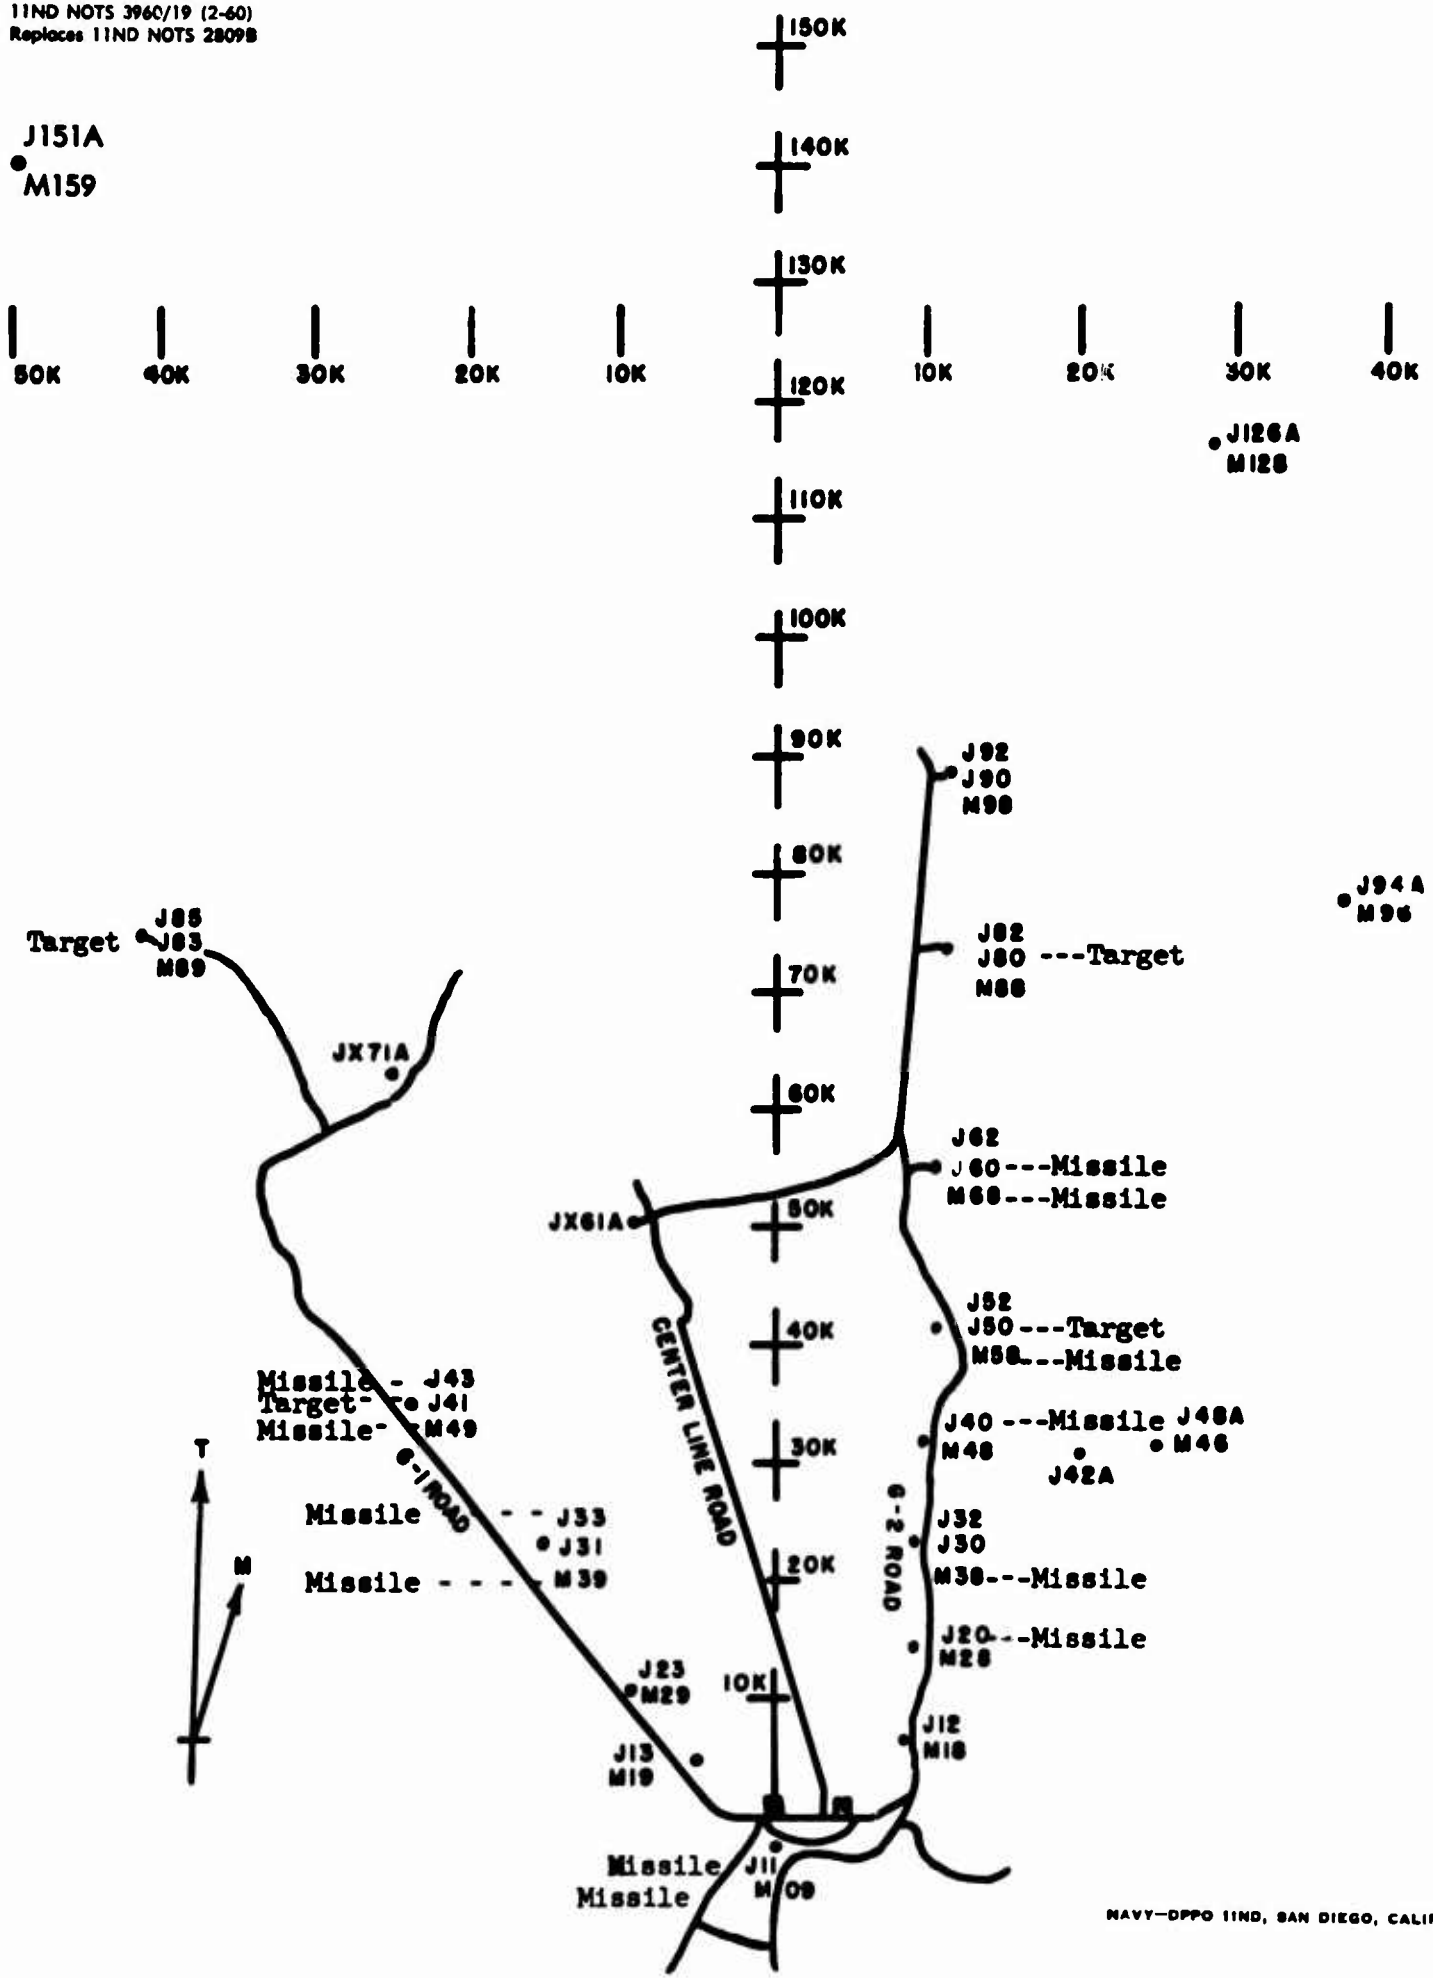 11ND NOTS 3960/19 (2-60)
Replaces 11ND NOTS 2809B
150K
J151A
M159
140K
130K
50K 40K 30K 20K 10K 10K 20K 30K 40K
120K
J126A
M128
110K
100K
90K
J92
J90
M98
80K
J94A
M96
J85
Target J83
M89
J82
J80 ---Target
M88
70K
JX71A
60K
J62
J60---Missile
M68---Missile
JX61A
50K
J52
J50---Target
M58---Missile
40K
CENTER LINE ROAD
Missile - J43
Target- J41
Missile- M49
J40 ---Missile
M48
J48A
M46
J42A
30K
T
G-1 ROAD
G-2 ROAD
Missile - - - J33
J31
Missile - - - - M39
J32
J30
M38---Missile
M
20K
J20---Missile
M28
J23
M29
10K
J12
M18
J13
M19
Missile J11
Missile M109
NAVY—DPPO 11ND, SAN DIEGO, CALIF